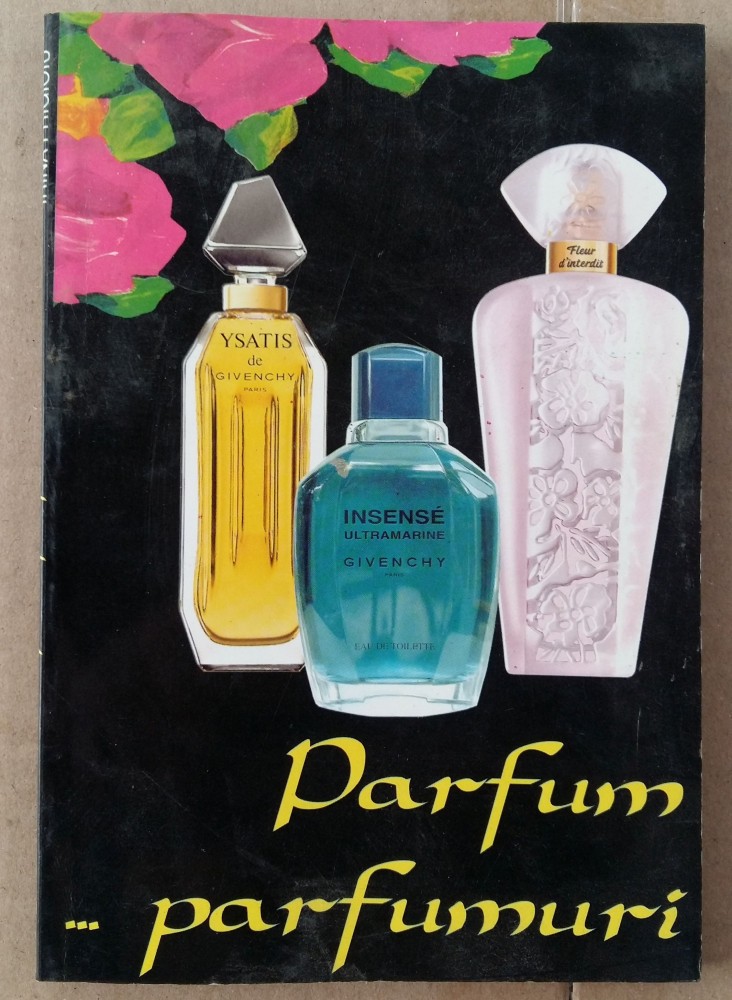 Fleur
d'interdit
YSATIS
de
GIVENCHY
PARIS
INSENSÉ
ULTRAMARINE
GIVENCHY
PARIS
EAU DE TOILETTE
Parfum
... parfumuri